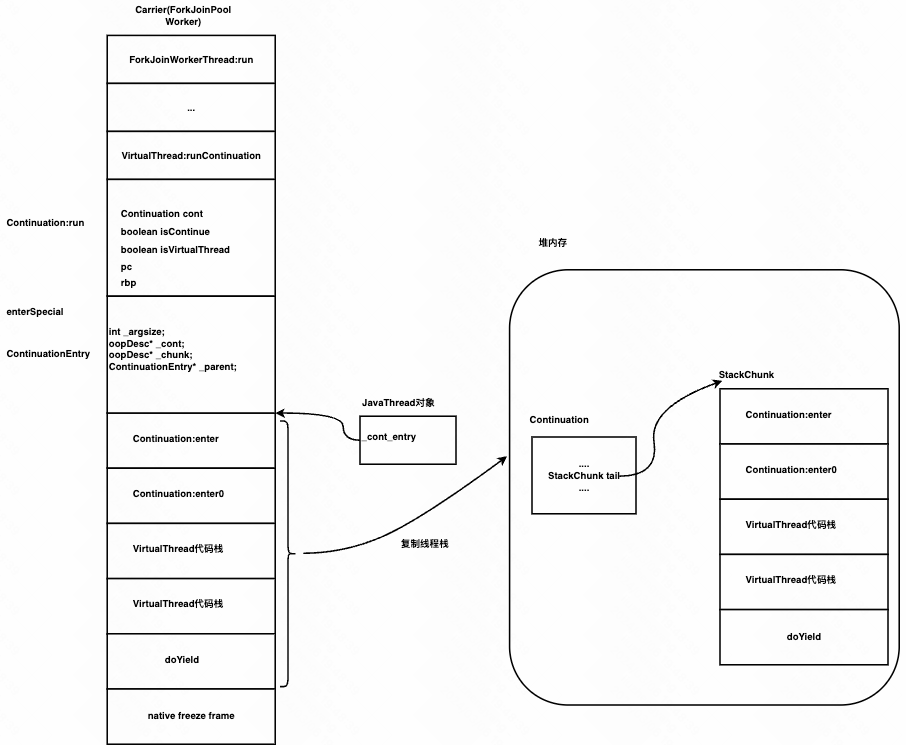 Carrier(ForkJoinPool
Worker)
ForkJoinWorkerThread:run
...
VirtualThread:runContinuation
Continuation:run
Continuation cont
boolean isContinue
boolean isVirtualThread
pc
rbp
enterSpecial
ContinuationEntry
int _argsize;
oopDesc* _cont;
oopDesc* _chunk;
ContinuationEntry* _parent;
Continuation:enter
Continuation:enter0
VirtualThread代码栈
VirtualThread代码栈
doYield
native freeze frame
JavaThread对象
_cont_entry
复制线程栈
堆内存
Continuation
....
StackChunk tail
....
StackChunk
Continuation:enter
Continuation:enter0
VirtualThread代码栈
VirtualThread代码栈
doYield